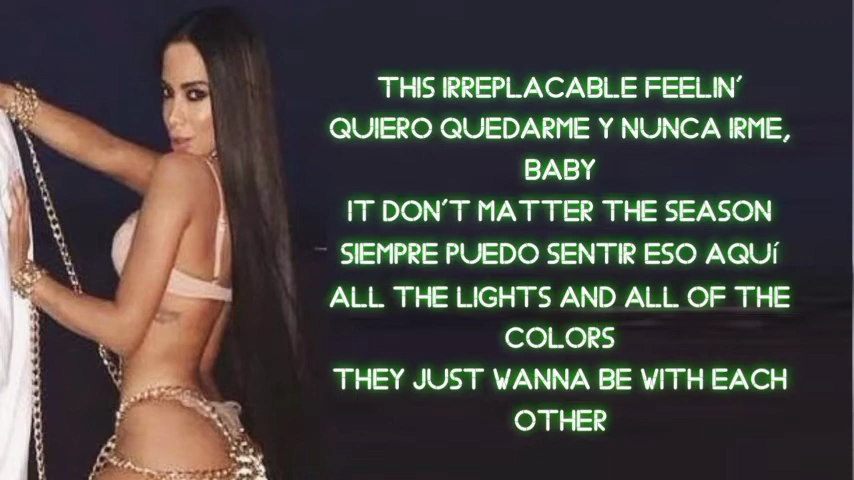 THIS IRREPLACABLE FEELIN'
QUIERO QUEDARME Y NUNCA IRME,
BABY
IT DON'T MATTER THE SEASON
SIEMPRE PUEDO SENTIR ESO AQUÍ
ALL THE LIGHTS AND ALL OF THE
COLORS
THEY JUST WANNA BE WITH EACH
OTHER